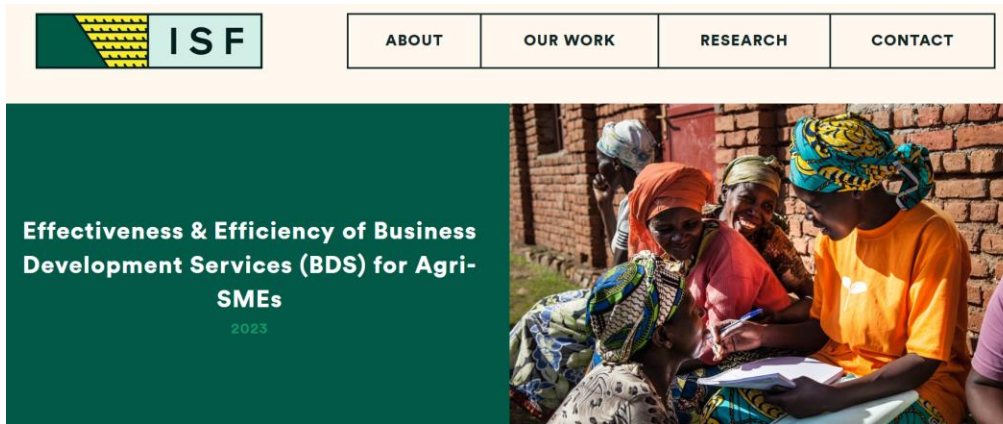 ISF
ABOUT
OUR WORK
RESEARCH
CONTACT
Effectiveness & Efficiency of Business
Development Services (BDS) for Agri-
SMEs
2023